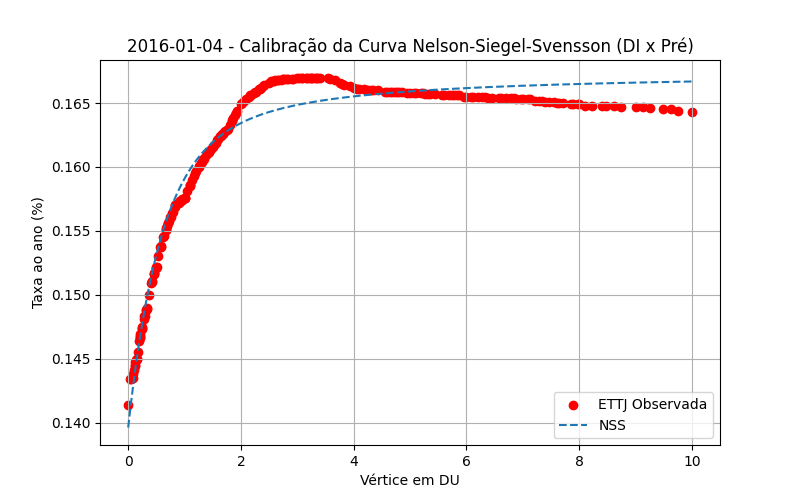 2016-01-04 - Calibração da Curva Nelson-Siegel-Svensson (DI x Pré)
Taxa ao ano (%)
0.165
0.160
0.155
0.150
0.145
0.140
ETTJ Observada
NSS
0 2 4 6 8 10
Vértice em DU